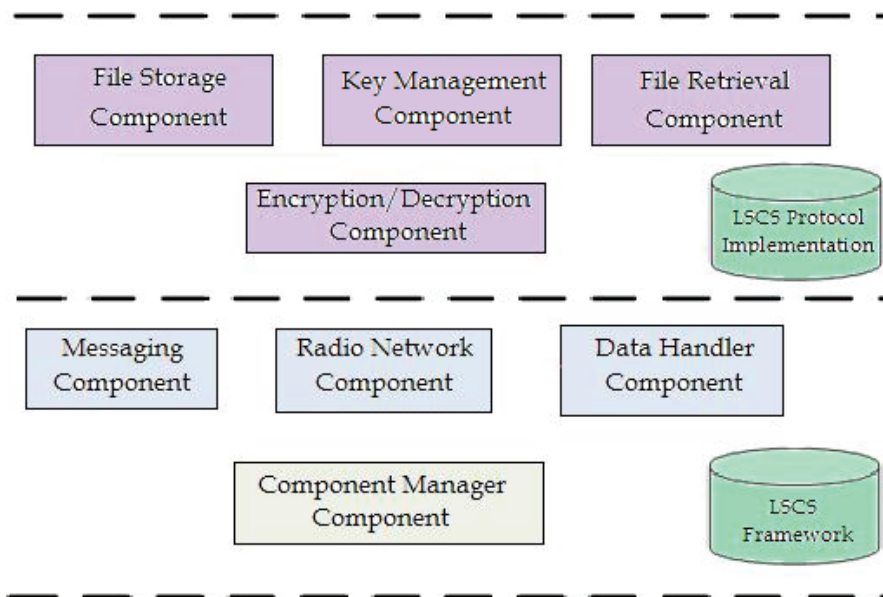 File Storage
Component
Key Management
Component
File Retrieval
Component
Encryption/Decryption
Component
LSCS Protocol
Implementation
Messaging
Component
Radio Network
Component
Data Handler
Component
Component Manager
Component
LSCS
Framework